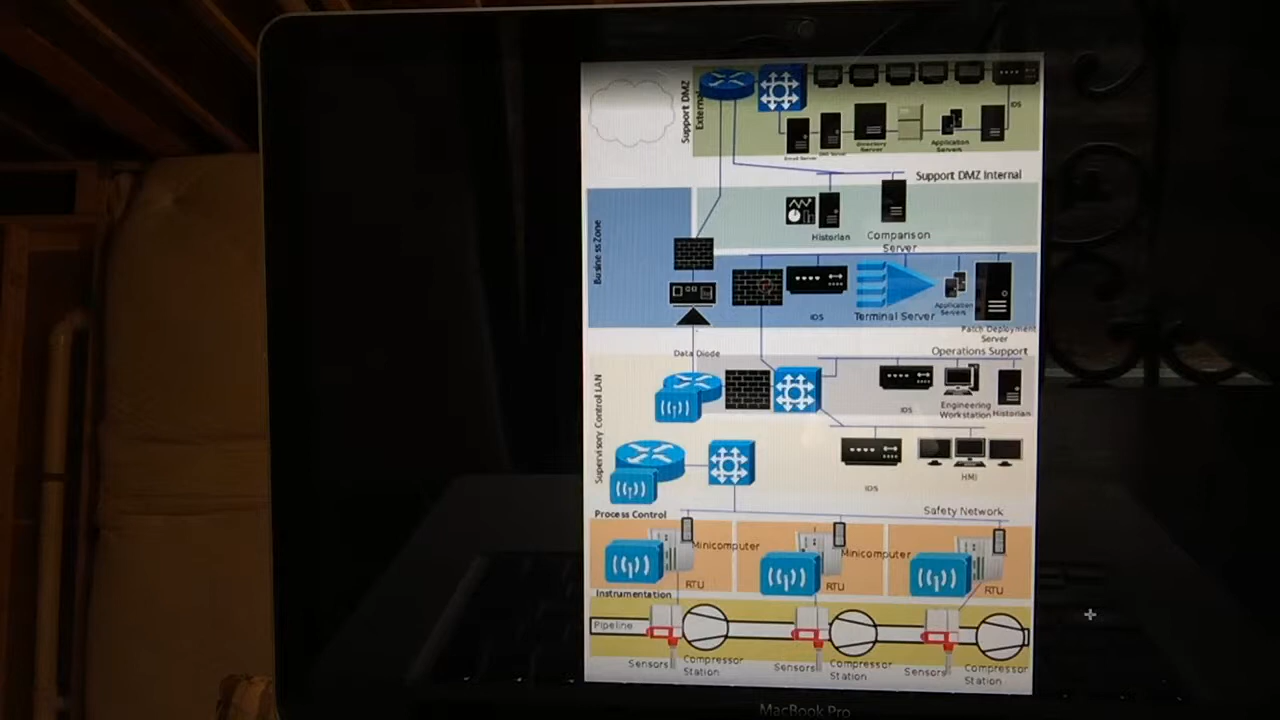 Support DMZ
External
IDS
Email Server
DNS Server
Directory
Server
Application
Servers
Support DMZ Internal
Historian
Comparison
Server
Business Zone
IDS
Terminal Server
Application
Servers
Patch Deployment
Server
Data Diode
Operations Support
Supervisory Control LAN
IDS
Engineering
Workstation
Historian
IDS
HMI
Process Control
Safety Network
Minicomputer
Minicomputer
RTU
RTU
RTU
Instrumentation
Pipeline
Sensors
Compressor
Station
Sensors
Compressor
Station
Sensors
Compressor
Station
MacBook Pro